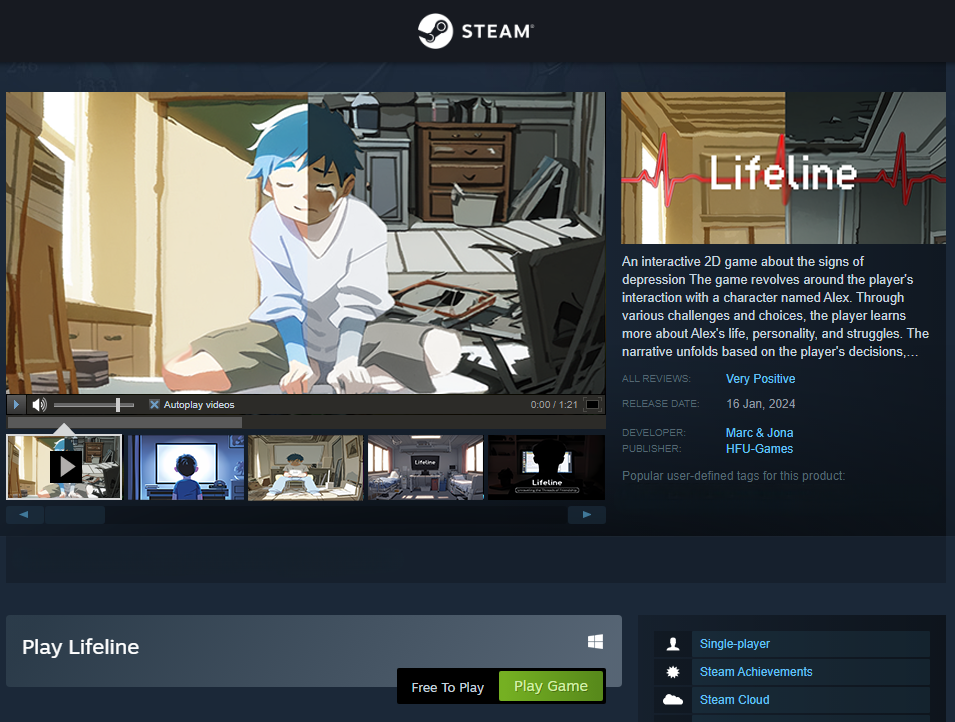 STEAM®
Lifeline
An interactive 2D game about the signs of
depression The game revolves around the player's
interaction with a character named Alex. Through
various challenges and choices, the player learns
more about Alex's life, personality, and struggles. The
narrative unfolds based on the player's decisions,...
ALL REVIEWS: Very Positive
RELEASE DATE: 16 Jan, 2024
DEVELOPER: Marc & Jona
PUBLISHER: HFU-Games
Popular user-defined tags for this product:
Autoplay videos 0:00 / 1:21
Lifeline
Lifeline
Play Lifeline
Free To Play Play Game
Single-player
Steam Achievements
Steam Cloud